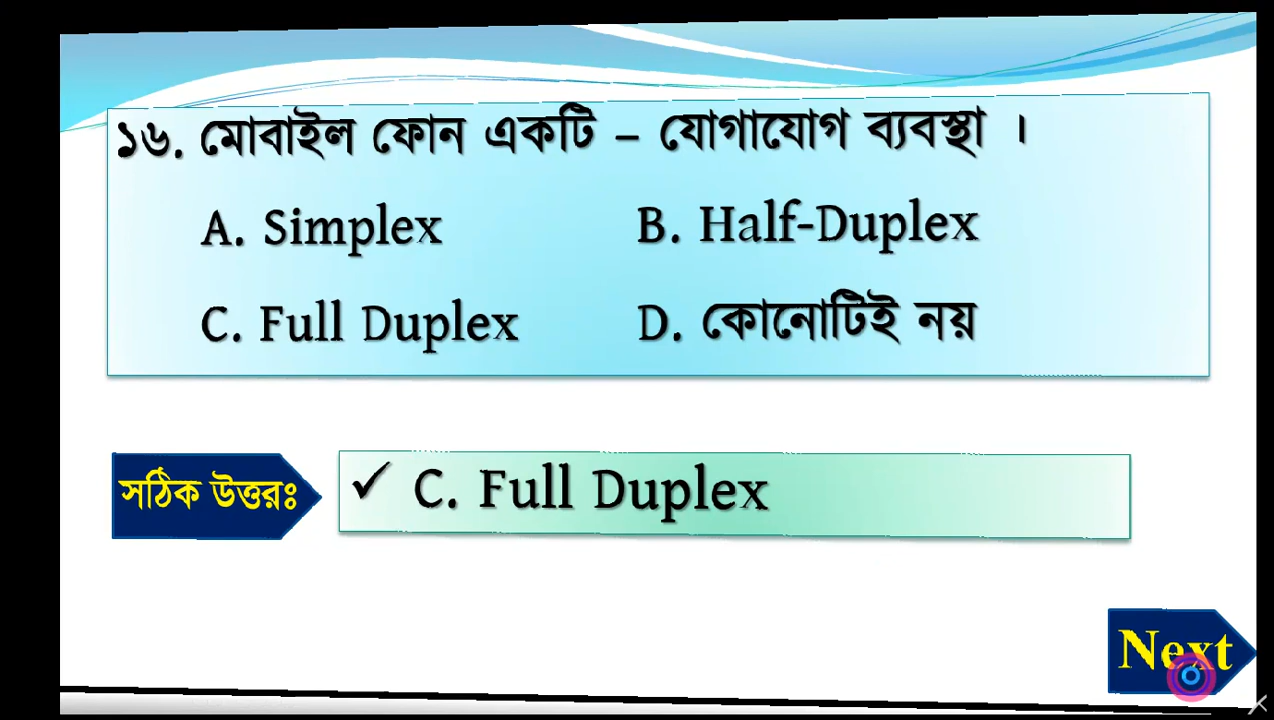 ১৬. মোবাইল ফোন একটি – যোগাযোগ ব্যবস্থা ।
A. Simplex B. Half-Duplex
C. Full Duplex D. কোনোটিই নয়
সঠিক উত্তরঃ ✓ C. Full Duplex
Next